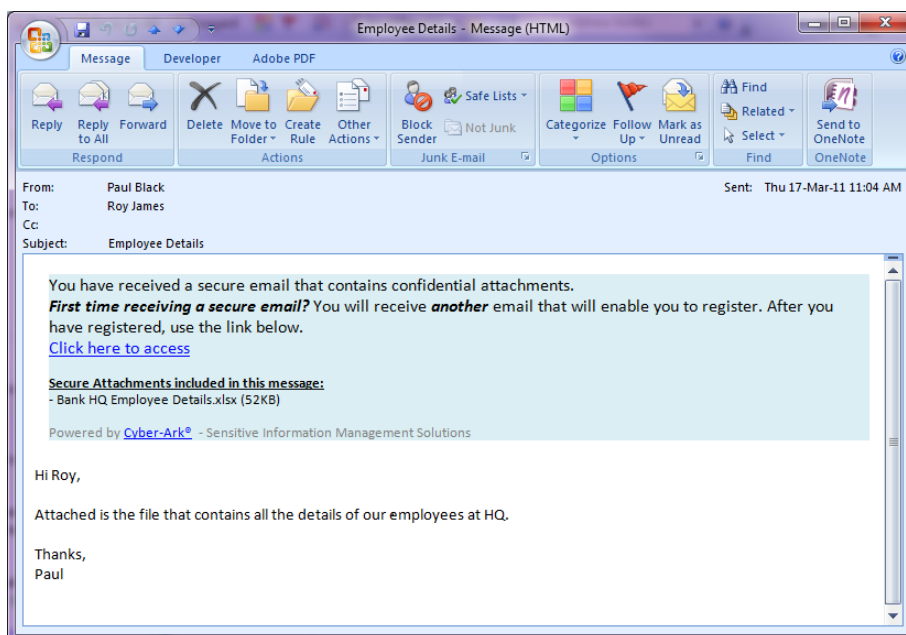 Employee Details - Message (HTML)
Message Developer Adobe PDF
Reply
Reply to All
Forward
Delete
Move to Folder
Create Rule
Other Actions
Block Sender
Safe Lists
Not Junk
Categorize
Follow Up
Mark as Unread
Find
Related
Select
Send to OneNote
Respond Actions Junk E-mail Options Find OneNote
From: Paul Black Sent: Thu 17-Mar-11 11:04 AM
To: Roy James
Cc:
Subject: Employee Details
You have received a secure email that contains confidential attachments.
First time receiving a secure email? You will receive another email that will enable you to register. After you
have registered, use the link below.
Click here to access
Secure Attachments included in this message:
- Bank HQ Employee Details.xlsx (52KB)
Powered by Cyber-Ark® - Sensitive Information Management Solutions
Hi Roy,
Attached is the file that contains all the details of our employees at HQ.
Thanks,
Paul